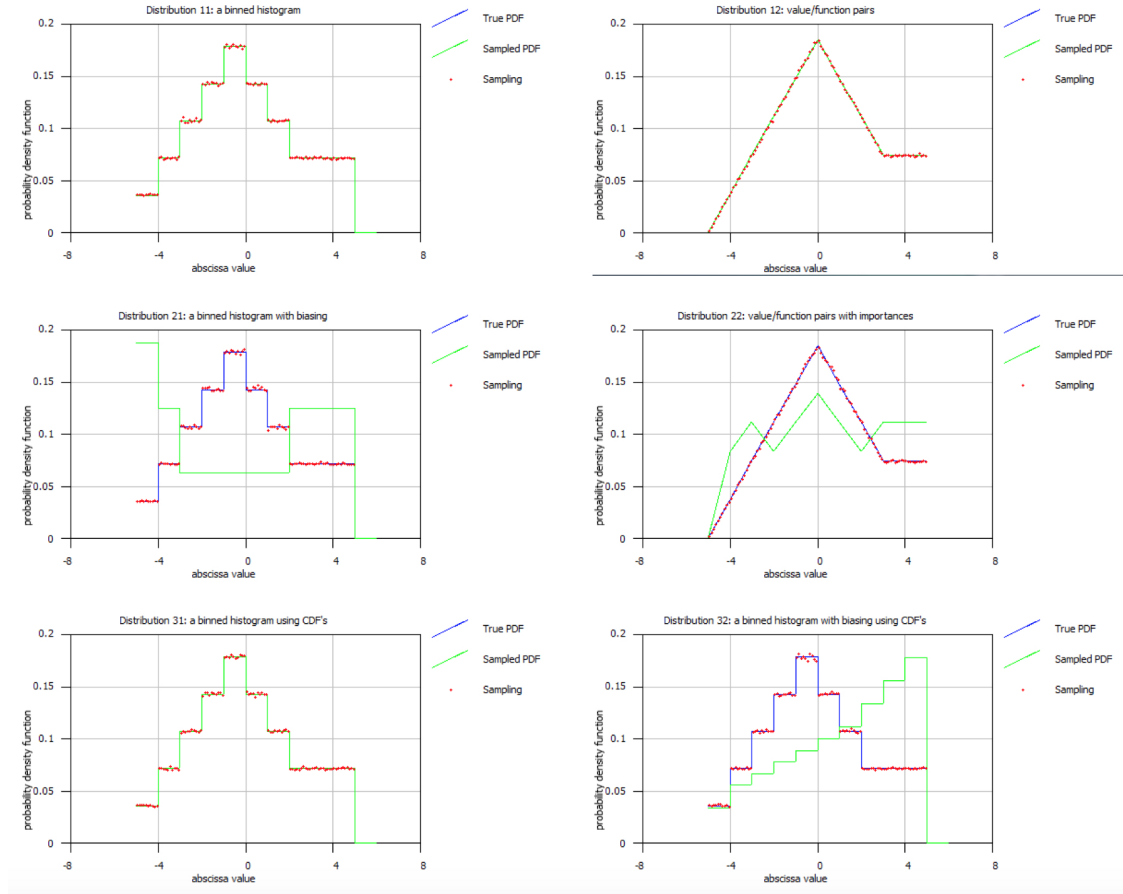 Distribution 11: a binned histogram
True PDF
Sampled PDF
Sampling
probability density function
0.2
0.15
0.1
0.05
0
-8
-4
0
4
8
abscissa value
Distribution 12: value/function pairs
True PDF
Sampled PDF
Sampling
probability density function
0.2
0.15
0.1
0.05
0
-8
-4
0
4
8
abscissa value
Distribution 21: a binned histogram with biasing
True PDF
Sampled PDF
Sampling
probability density function
0.2
0.15
0.1
0.05
0
-8
-4
0
4
8
abscissa value
Distribution 22: value/function pairs with importances
True PDF
Sampled PDF
Sampling
probability density function
0.2
0.15
0.1
0.05
0
-8
-4
0
4
8
abscissa value
Distribution 31: a binned histogram using CDF's
True PDF
Sampled PDF
Sampling
probability density function
0.2
0.15
0.1
0.05
0
-8
-4
0
4
8
abscissa value
Distribution 32: a binned histogram with biasing using CDF's
True PDF
Sampled PDF
Sampling
probability density function
0.2
0.15
0.1
0.05
0
-8
-4
0
4
8
abscissa value